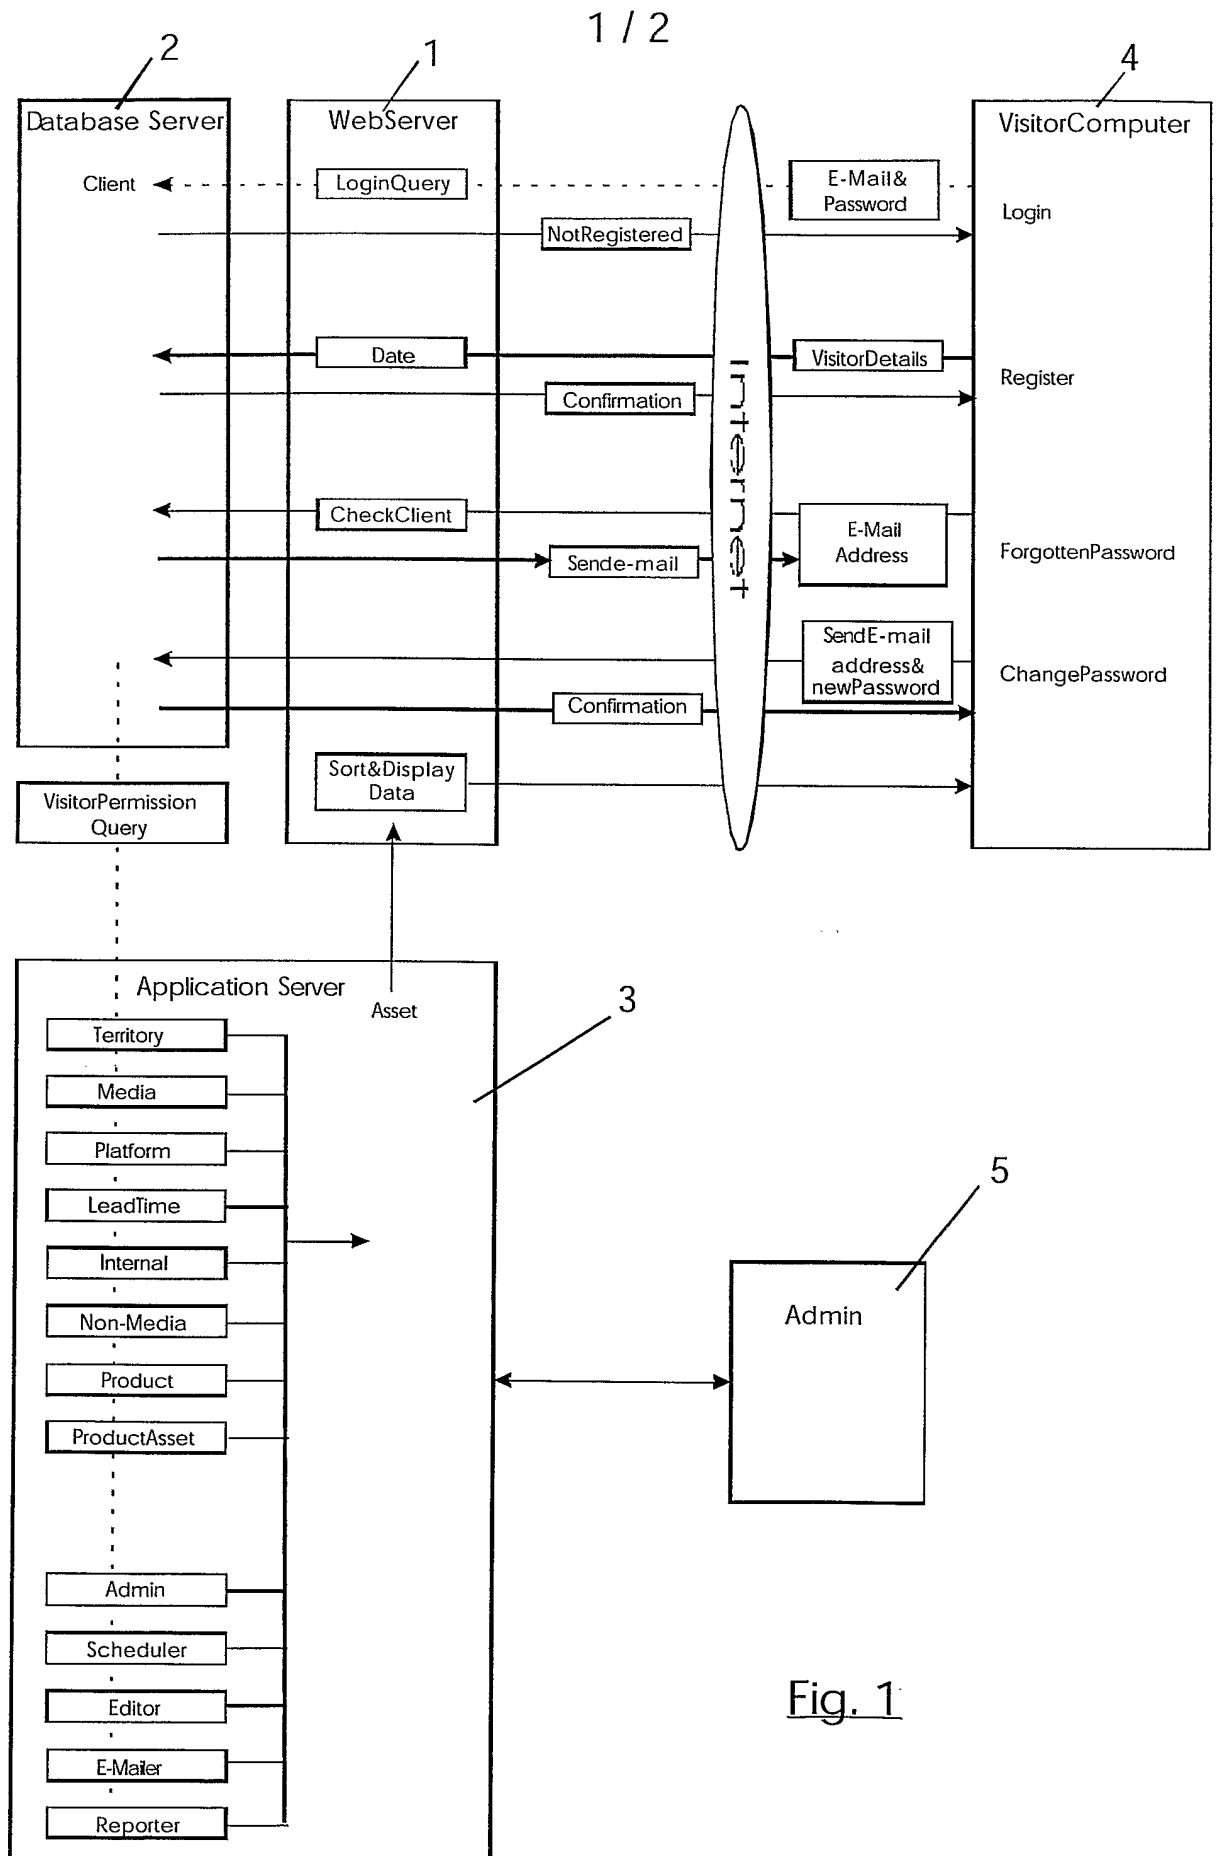 1 / 2
2
1
4
Database Server
WebServer
VisitorComputer
Client
LoginQuery
E-Mail&
Password
Login
NotRegistered
Date
VisitorDetails
Register
Confirmation
Internet
CheckClient
E-Mail
Address
ForgottenPassword
Sende-mail
SendE-mail
address&
newPassword
ChangePassword
Confirmation
Sort&Display
Data
VisitorPermission
Query
Application Server
Asset
3
Territory
Media
Platform
LeadTime
Internal
Non-Media
Product
ProductAsset
5
Admin
Admin
Scheduler
Editor
E-Mailer
Reporter
Fig. 1